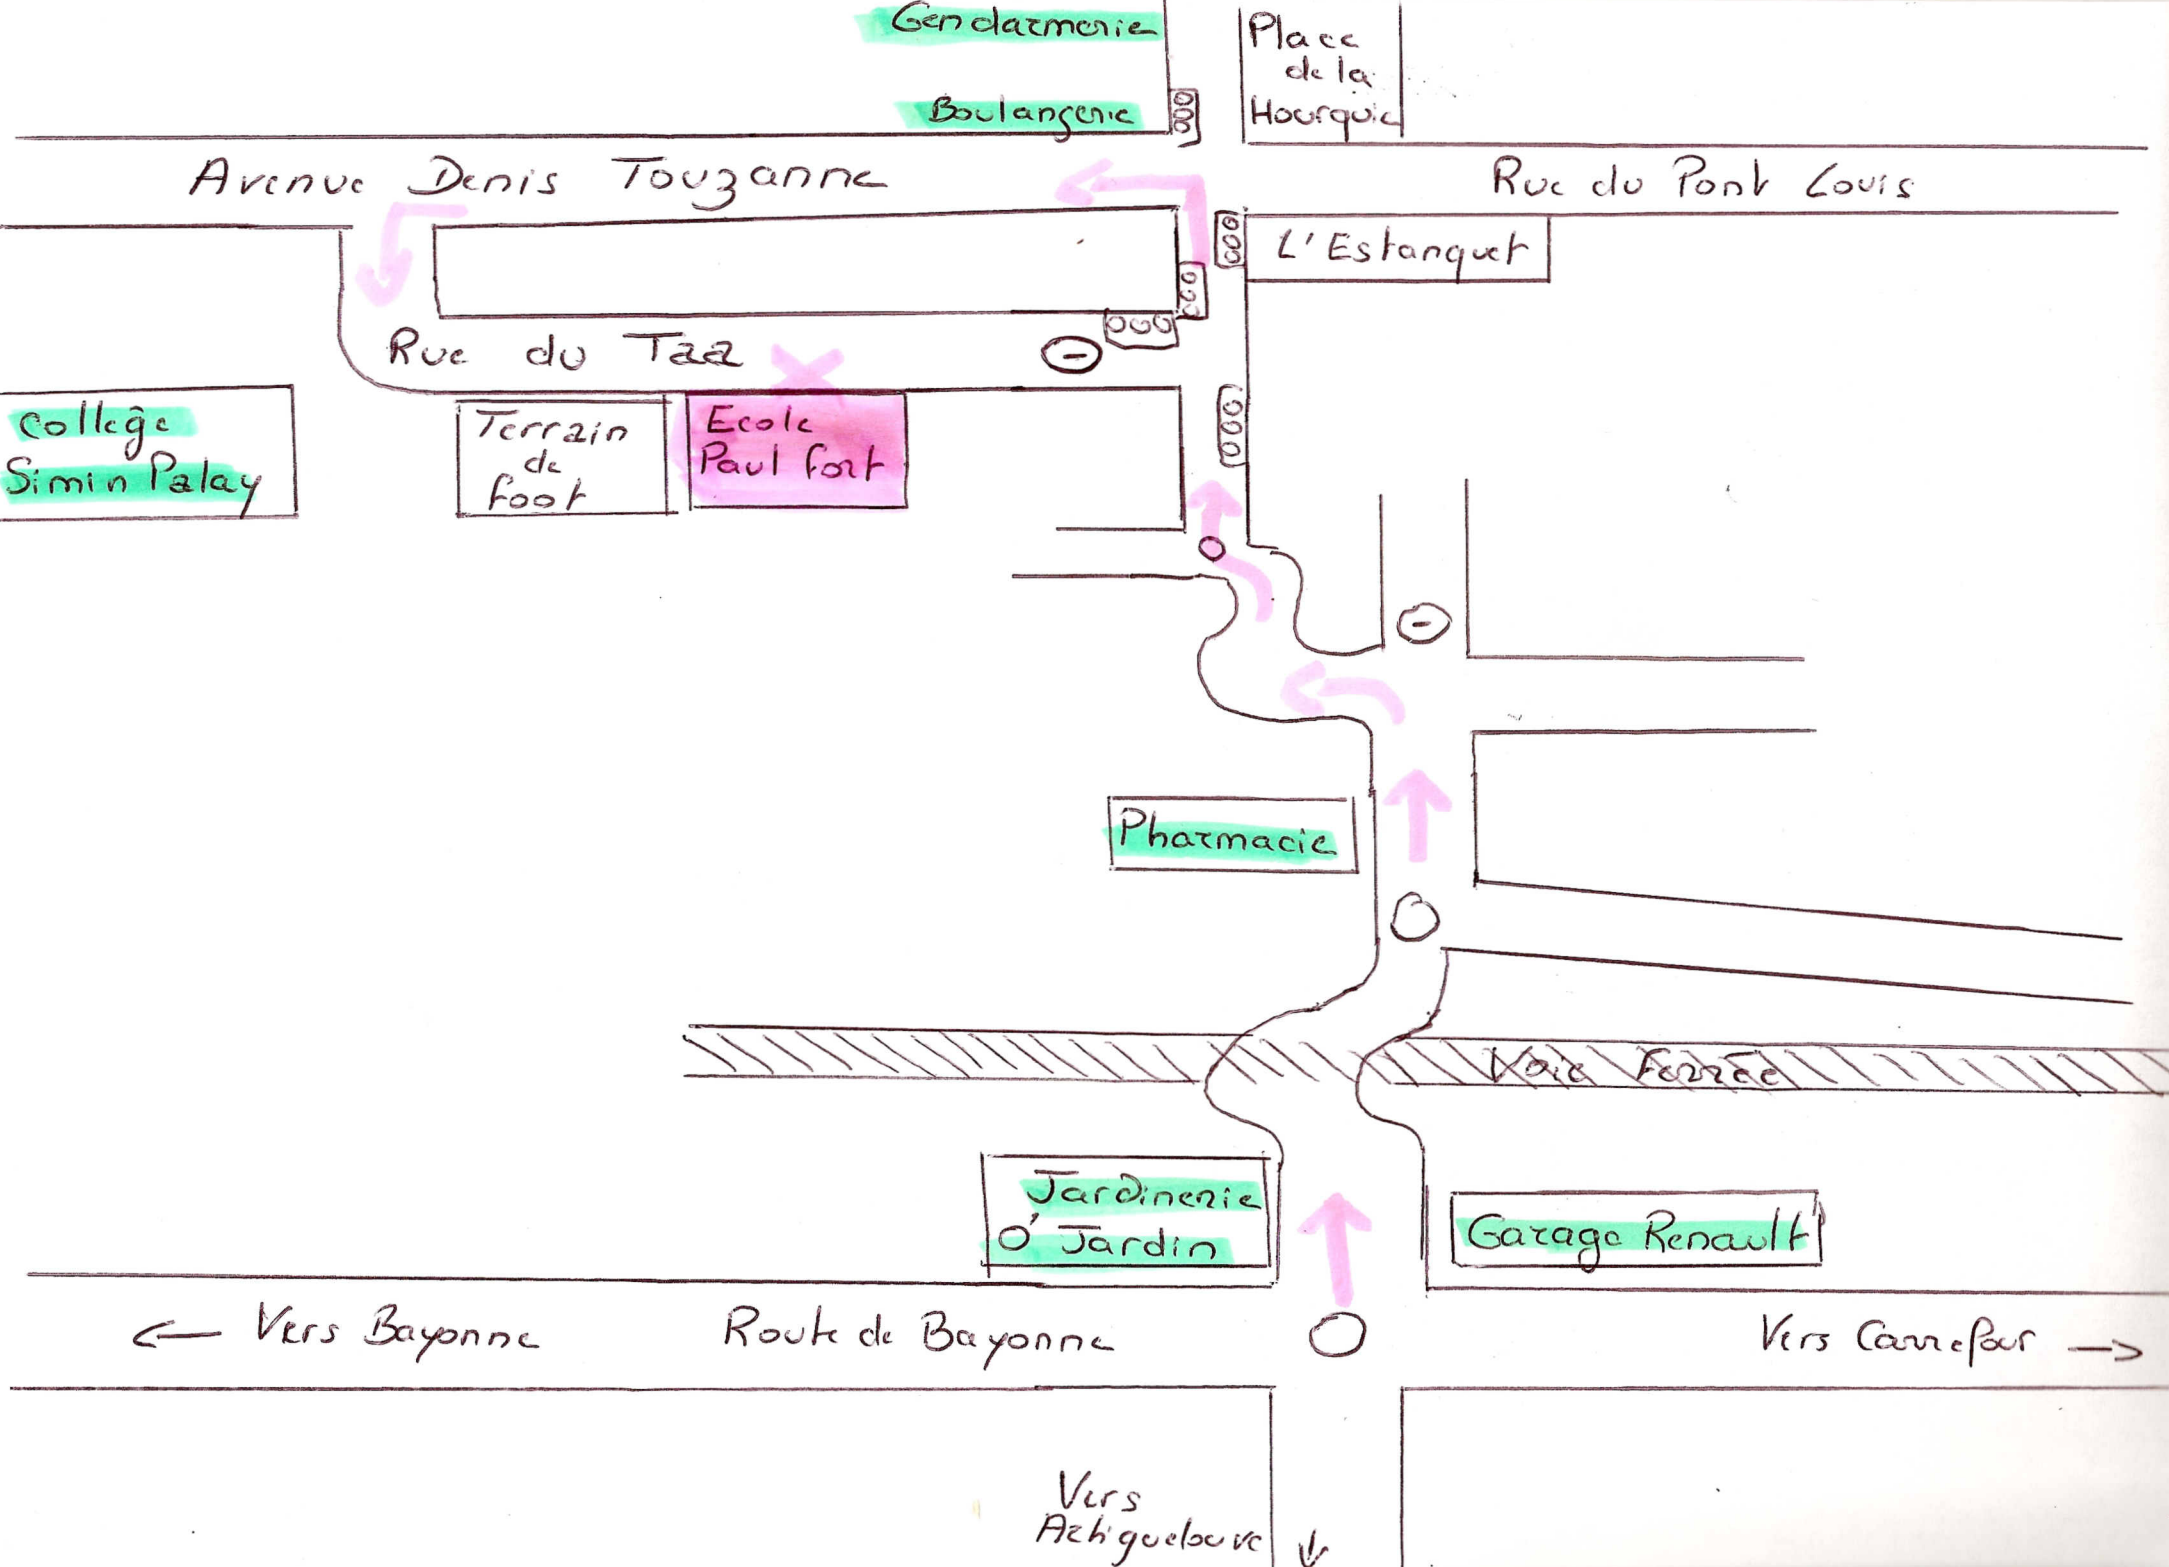 Gendarmerie
Place
de la
Hourquie
Boulangerie
Avenue Denis Touzanne
Rue du Pont Louis
L'Estanquet
Rue du Taa
Collège
Simin Palay
Terrain
de
foot
Ecole
Paul Fort
Pharmacie
Voie Ferrée
Jardinerie
O' Jardin
Garage Renault
← Vers Bayonne
Route de Bayonne
Vers Carrefour →
Vers
Artiguelouve ↓